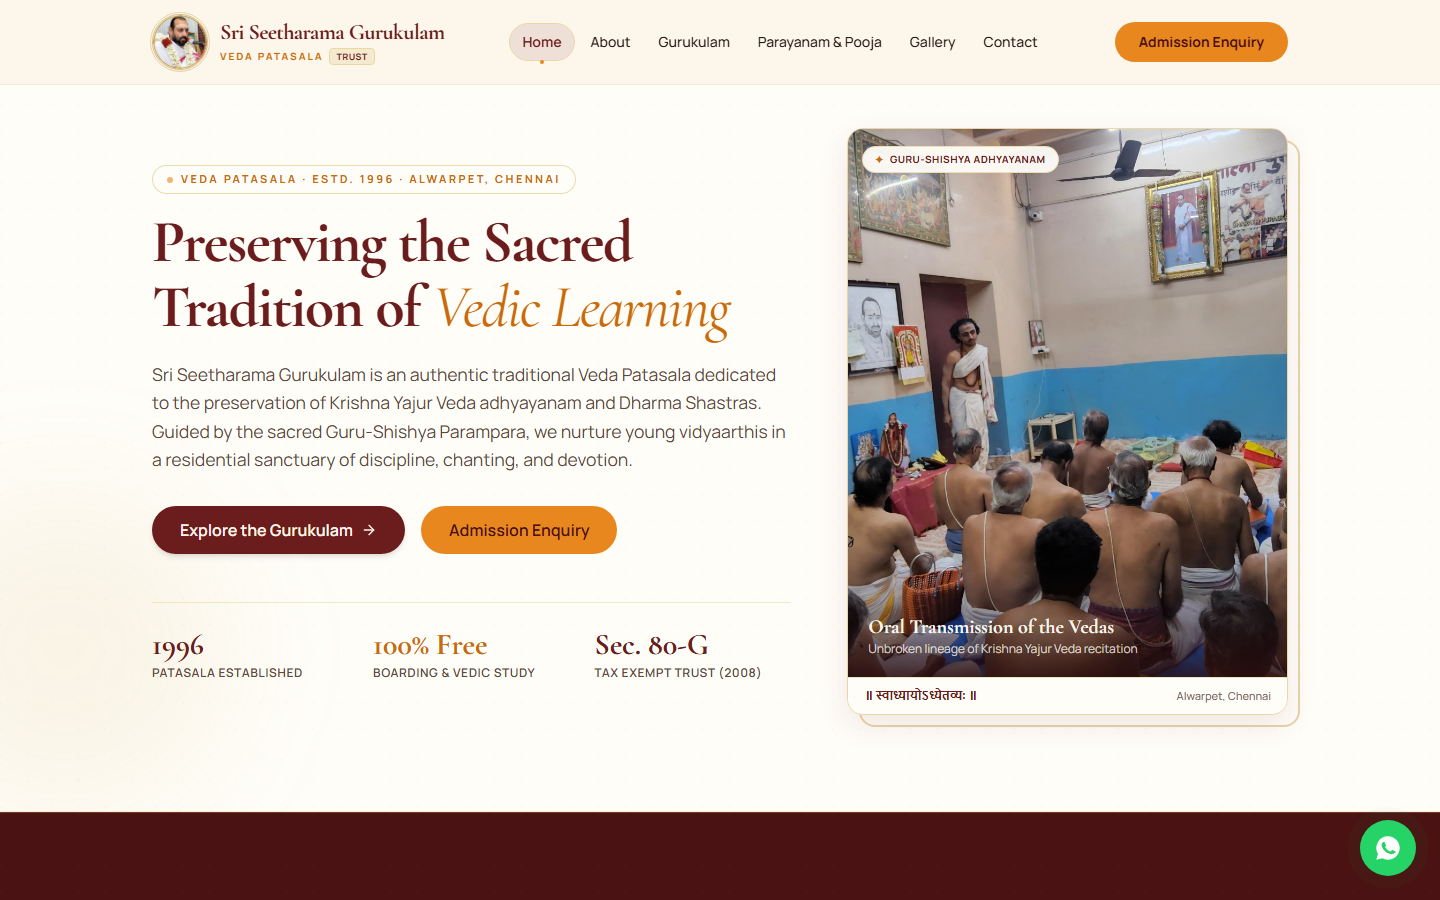 Sri Seetharama Gurukulam
VEDA PATASALA TRUST
Home
About
Gurukulam
Parayanam & Pooja
Gallery
Contact
Admission Enquiry
VEDA PATASALA · ESTD. 1996 · ALWARPET, CHENNAI
Preserving the Sacred
Tradition of Vedic Learning
Sri Seetharama Gurukulam is an authentic traditional Veda Patasala dedicated
to the preservation of Krishna Yajur Veda adhyayanam and Dharma Shastras.
Guided by the sacred Guru-Shishya Parampara, we nurture young vidyaarthis in
a residential sanctuary of discipline, chanting, and devotion.
Explore the Gurukulam →
Admission Enquiry
1996
PATASALA ESTABLISHED
100% Free
BOARDING & VEDIC STUDY
Sec. 80-G
TAX EXEMPT TRUST (2008)
✦ GURU-SHISHYA ADHYAYANAM
Oral Transmission of the Vedas
Unbroken lineage of Krishna Yajur Veda recitation
॥ स्वाध्यायोऽध्येतव्यः ॥
Alwarpet, Chennai